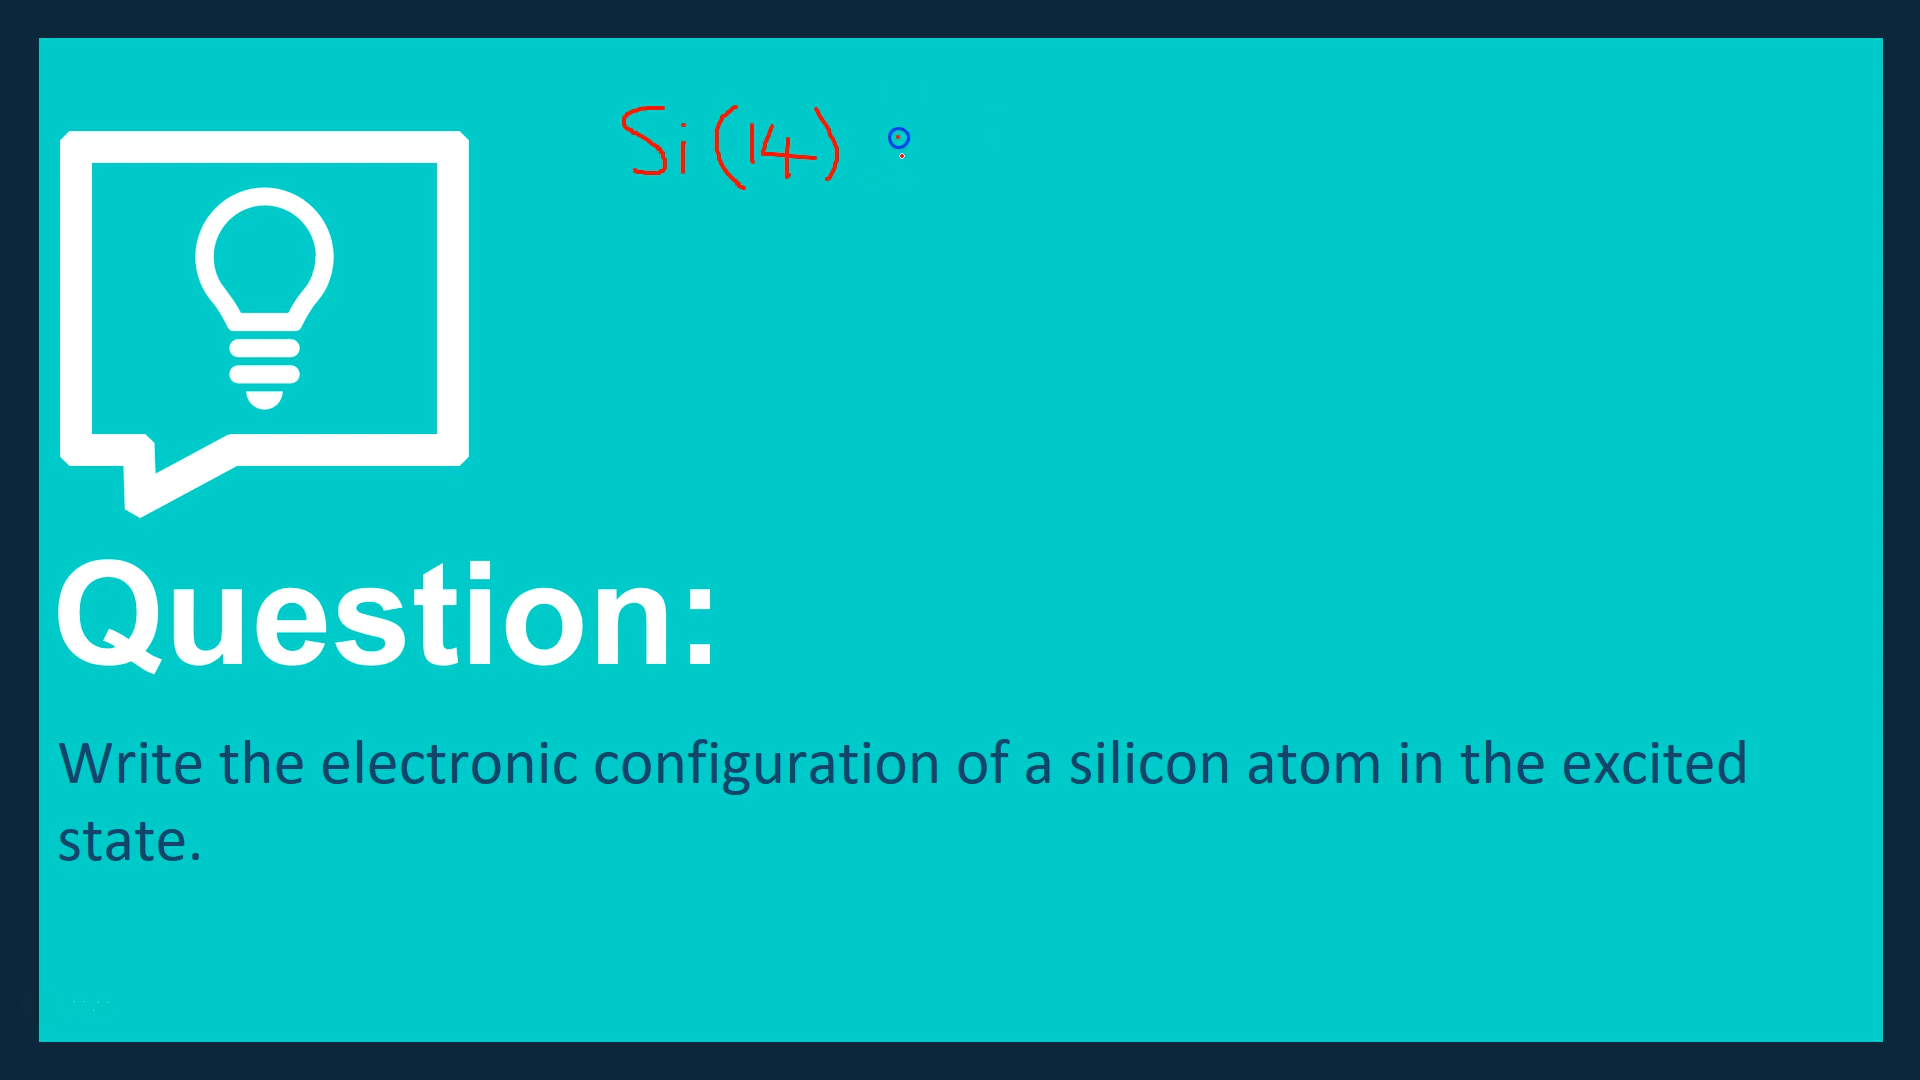 Si (14)
Question:
Write the electronic configuration of a silicon atom in the excited
state.